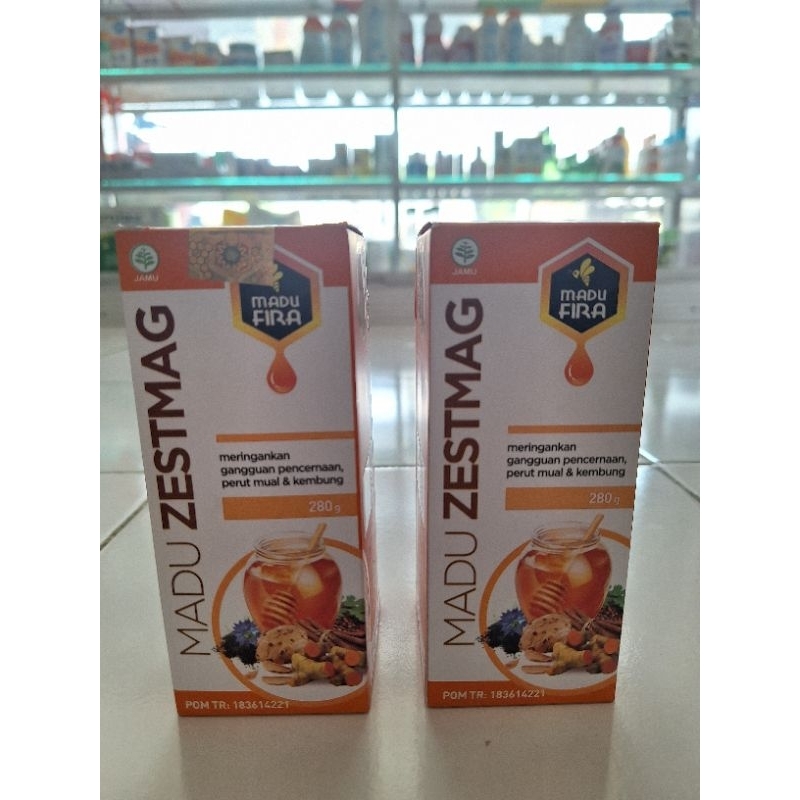 JAMU
MADU
FIRA
MADU ZESTMAG
meringankan
gangguan pencernaan,
perut mual & kembung
280 g
POM TR: 183614221
JAMU
MADU
FIRA
MADU ZESTMAG
meringankan
gangguan pencernaan,
perut mual & kembung
280 g
POM TR: 183614221